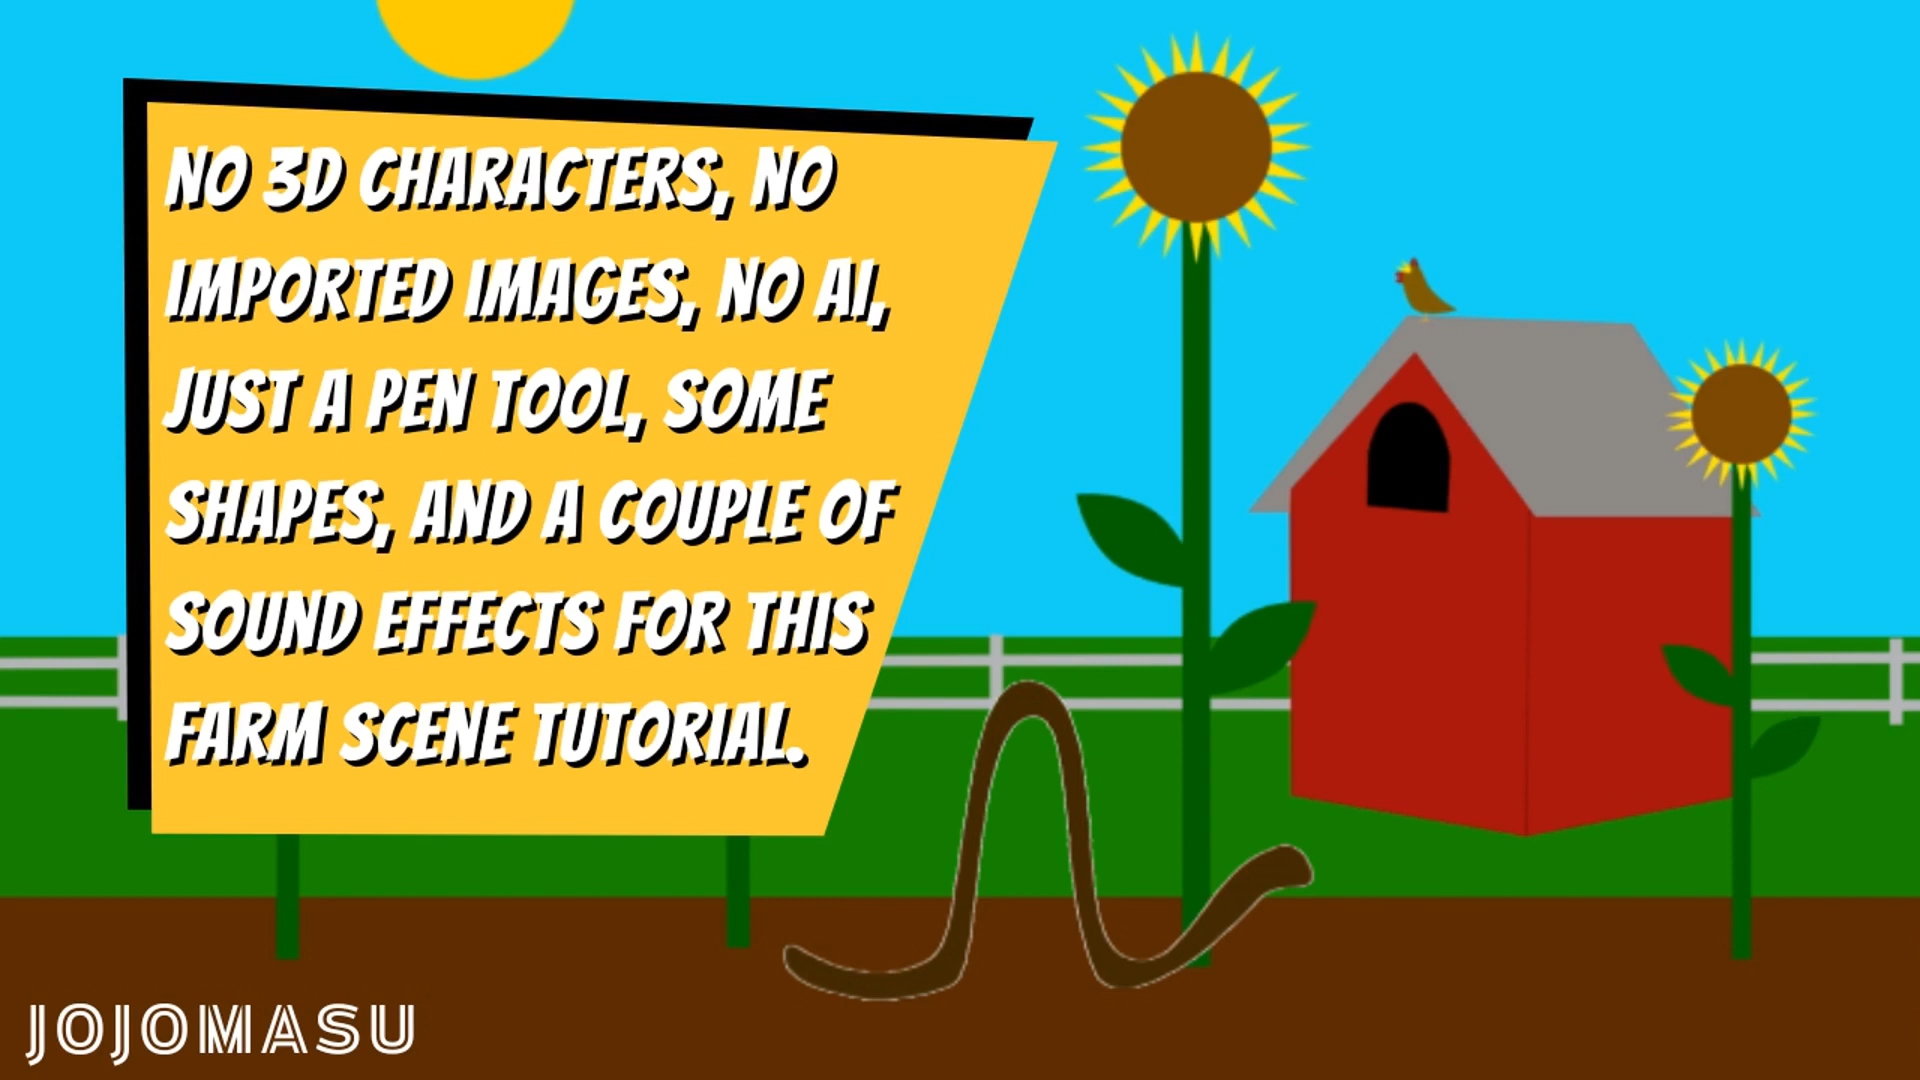 NO 3D CHARACTERS, NO
IMPORTED IMAGES, NO AI,
JUST A PEN TOOL, SOME
SHAPES, AND A COUPLE OF
SOUND EFFECTS FOR THIS
FARM SCENE TUTORIAL.
JOJOMASU